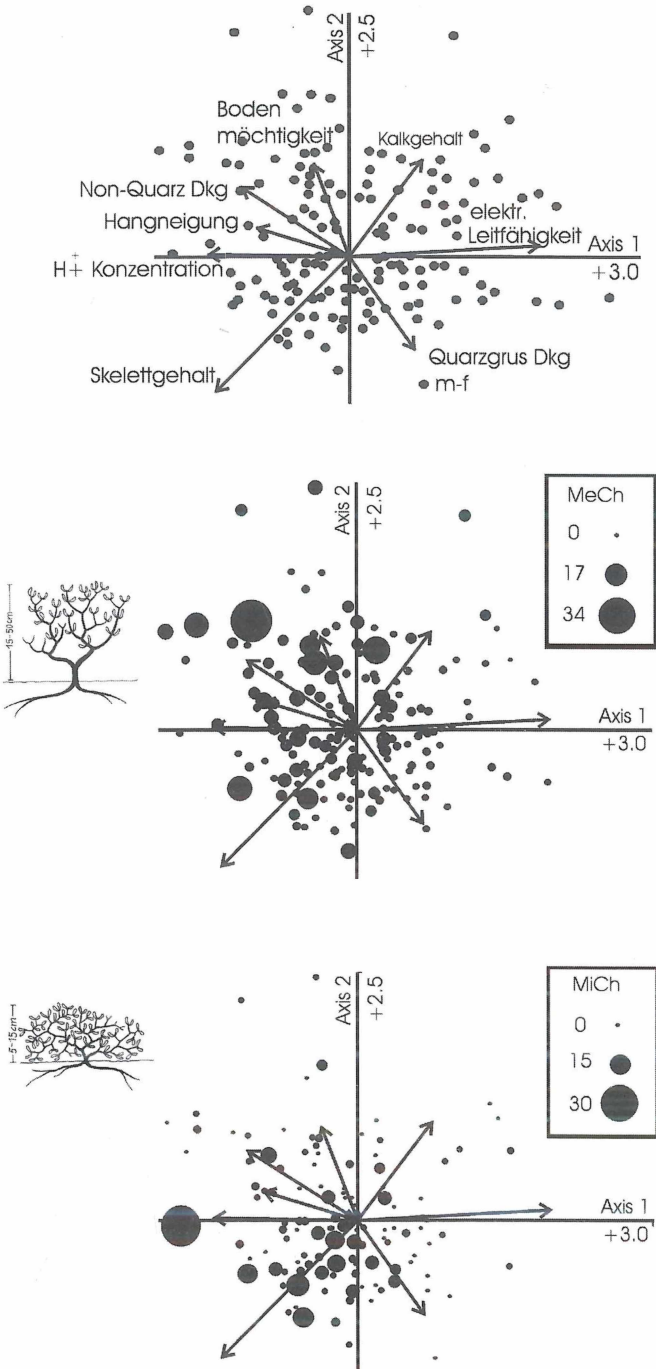 Axis 2
+2.5
Boden
möchtigkeit
Kalkgehalt
Non-Quarz Dkg
Hangneigung
elektr.
Leitfähigkeit
Axis 1
+3.0
H+ Konzentration
+
Skelettgehalt
Quarzgrus Dkg
m-f
Axis 2
+2.5
MeCh
0
17
34
15-50cm
Axis 1
+3.0
Axis 2
+2.5
MiCh
0
15
30
5-15cm
Axis 1
+3.0